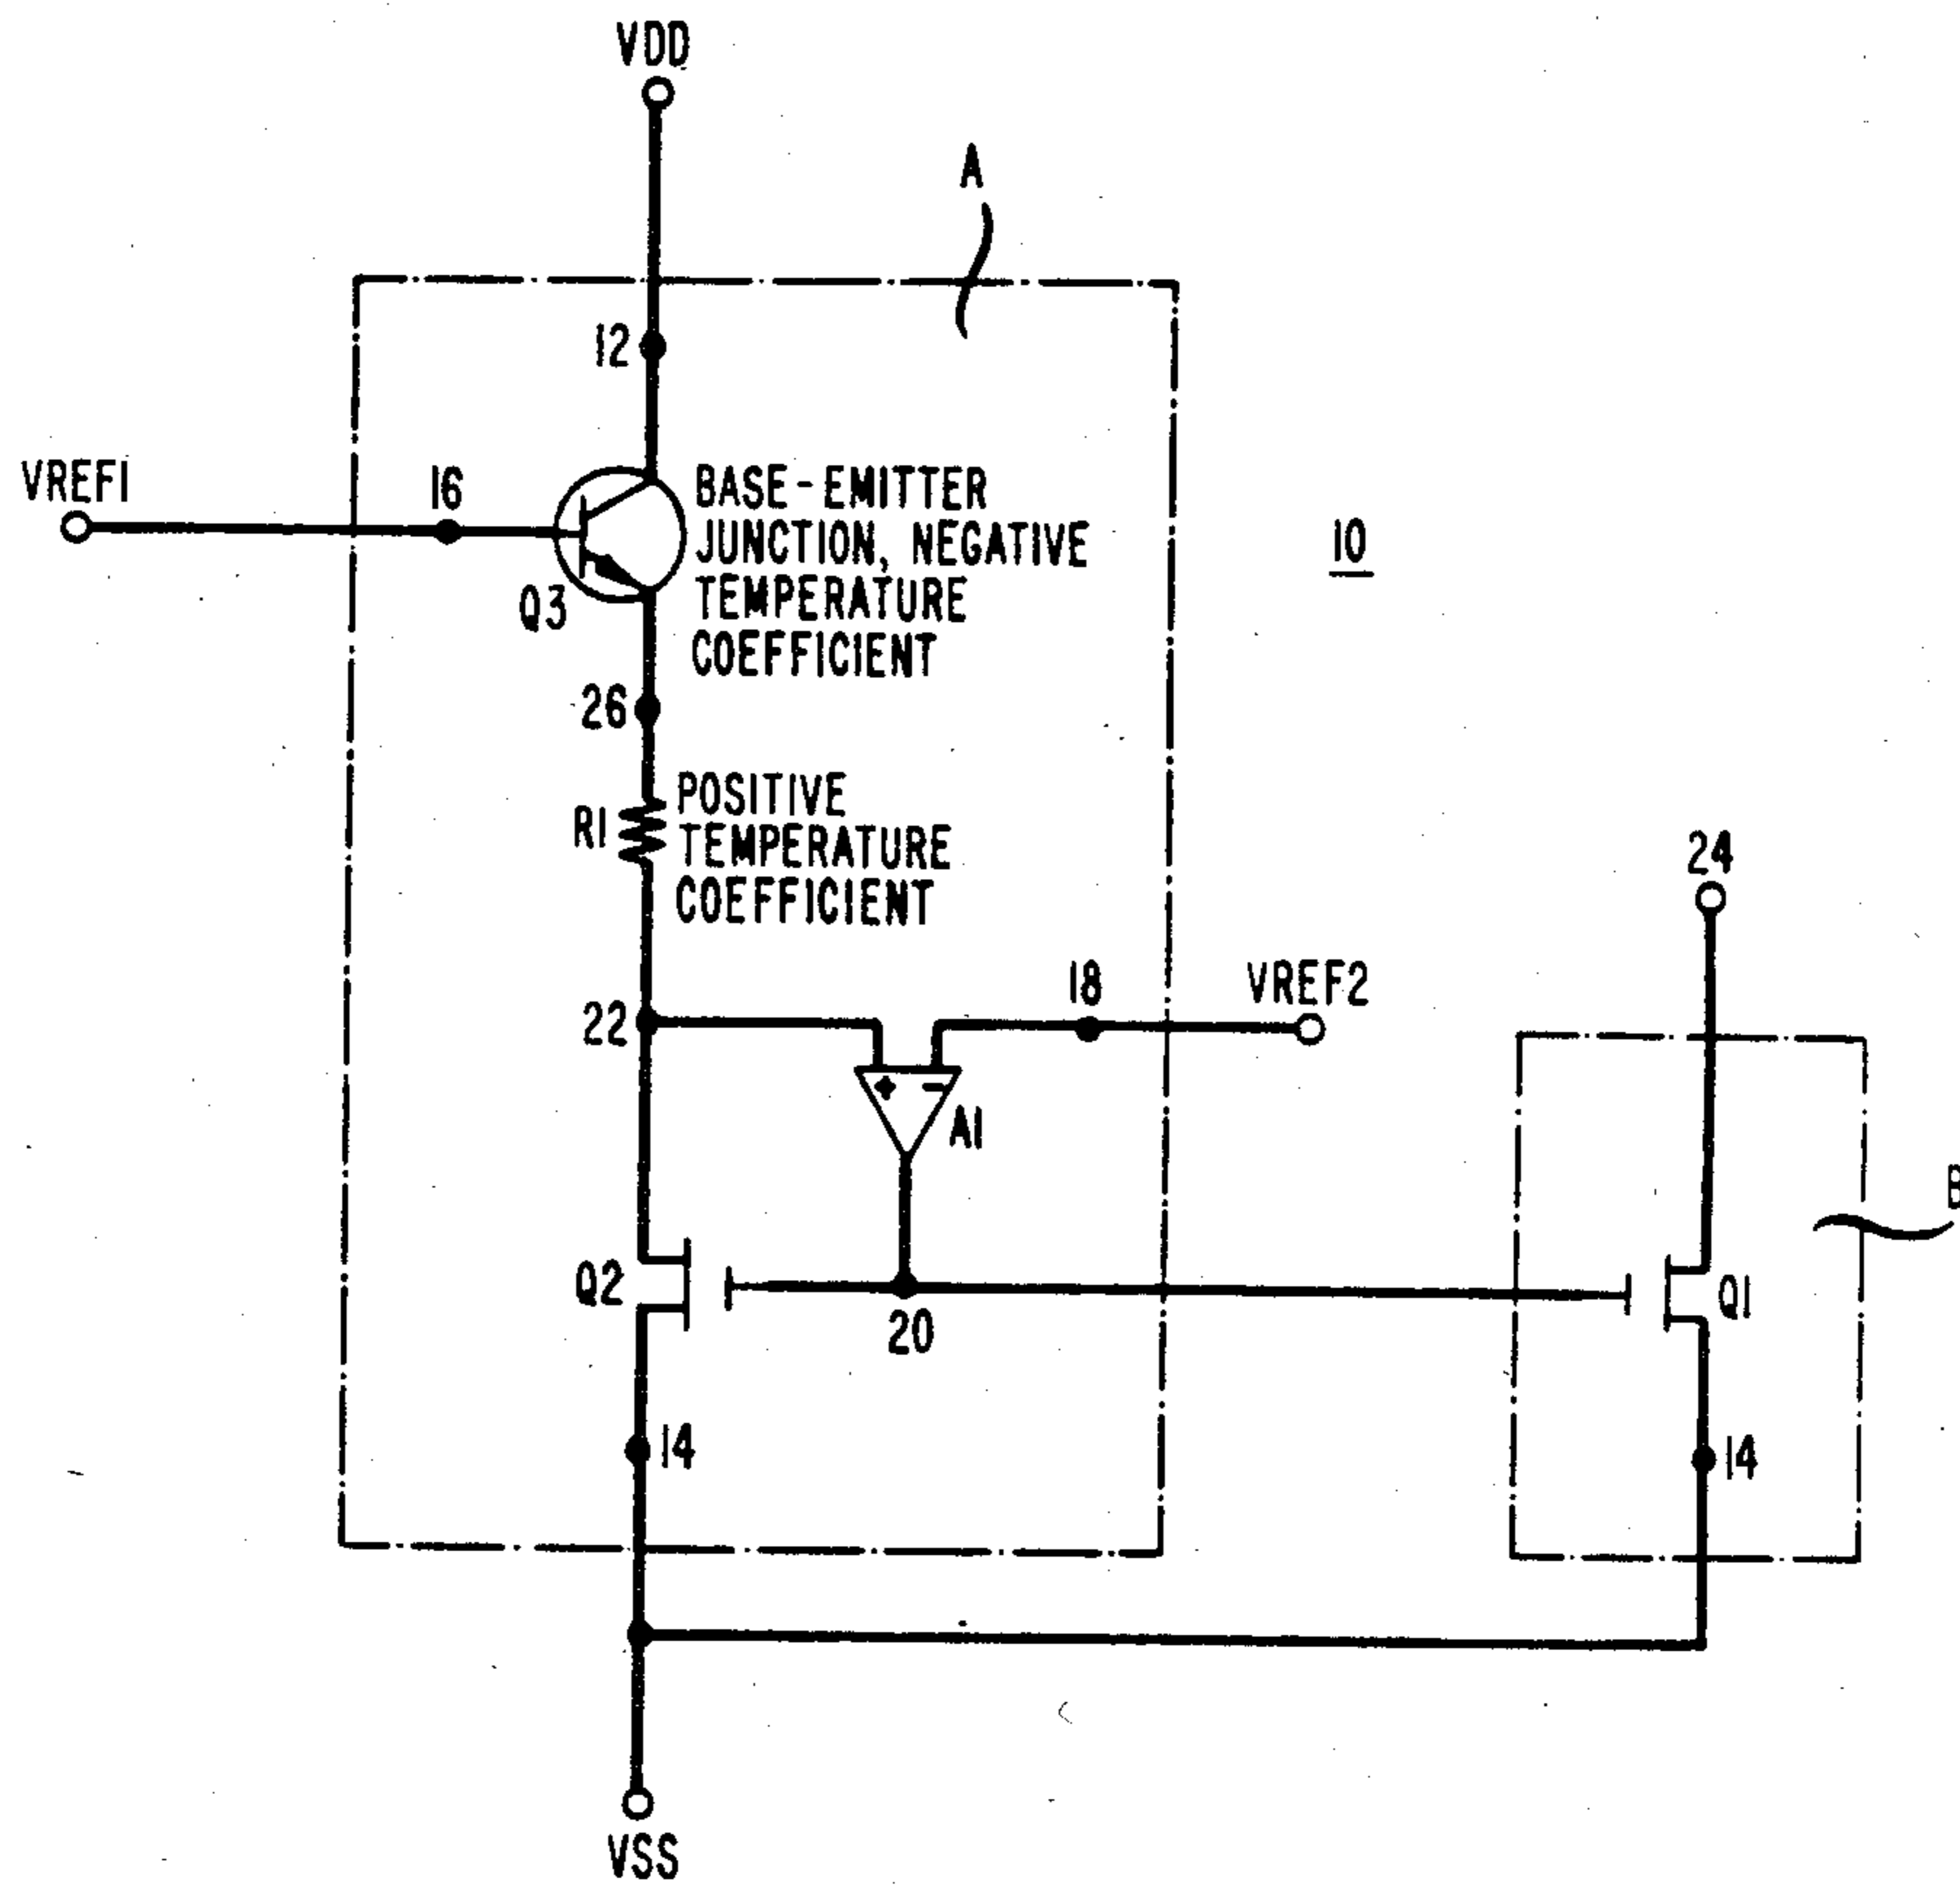 VDD
A
12
VREF1
16
BASE-EMITTER
JUNCTION, NEGATIVE
TEMPERATURE
COEFFICIENT
Q3
10
26
R1
POSITIVE
TEMPERATURE
COEFFICIENT
24
22
18
VREF2
+ -
A1
B
Q2
20
Q1
14
14
VSS